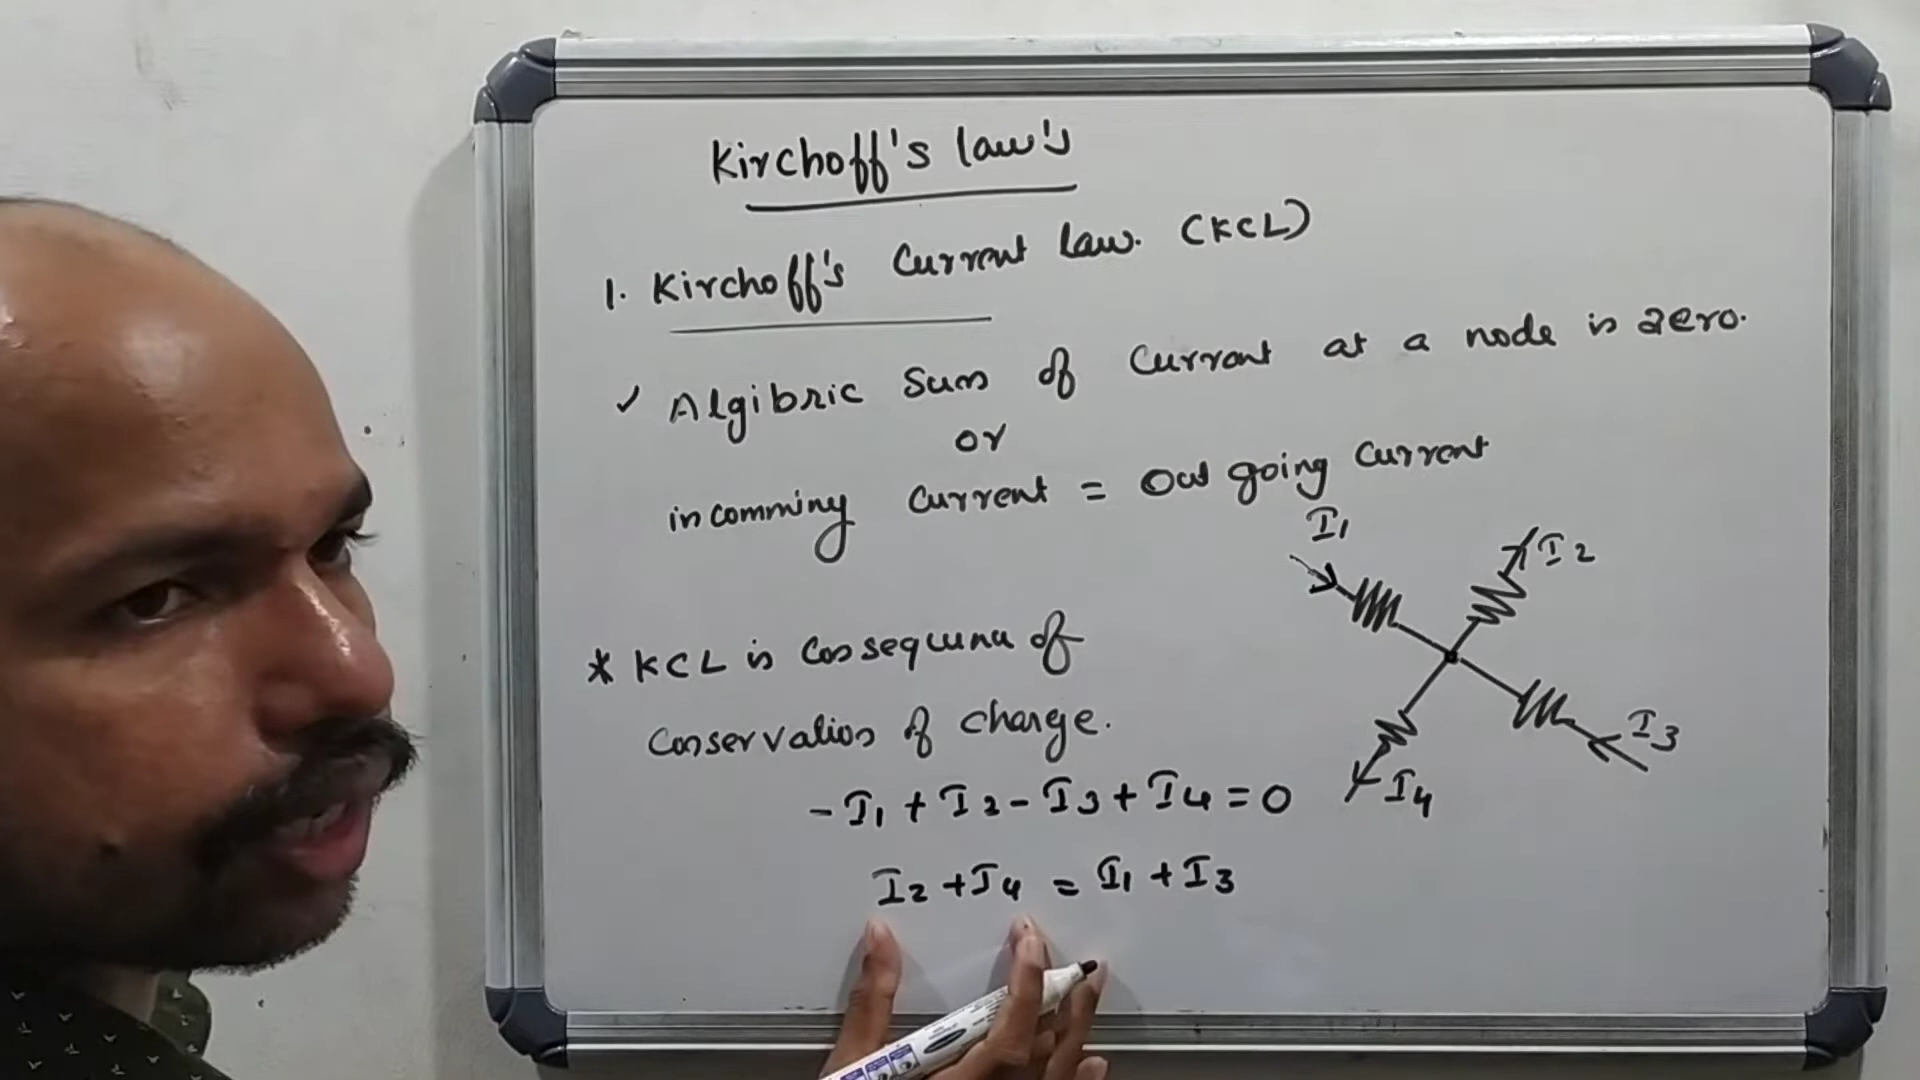 Kirchoff's law's
1. Kirchoff's Current Law. (KCL)
✓ Algibric Sum of Current at a node is zero.
or
incomming Current = Out going Current
I1
I2
* KCL is Consequence of
Conservation of Charge.
I3
I4
-I1 + I2 - I3 + I4 = 0
I2 + I4 = I1 + I3